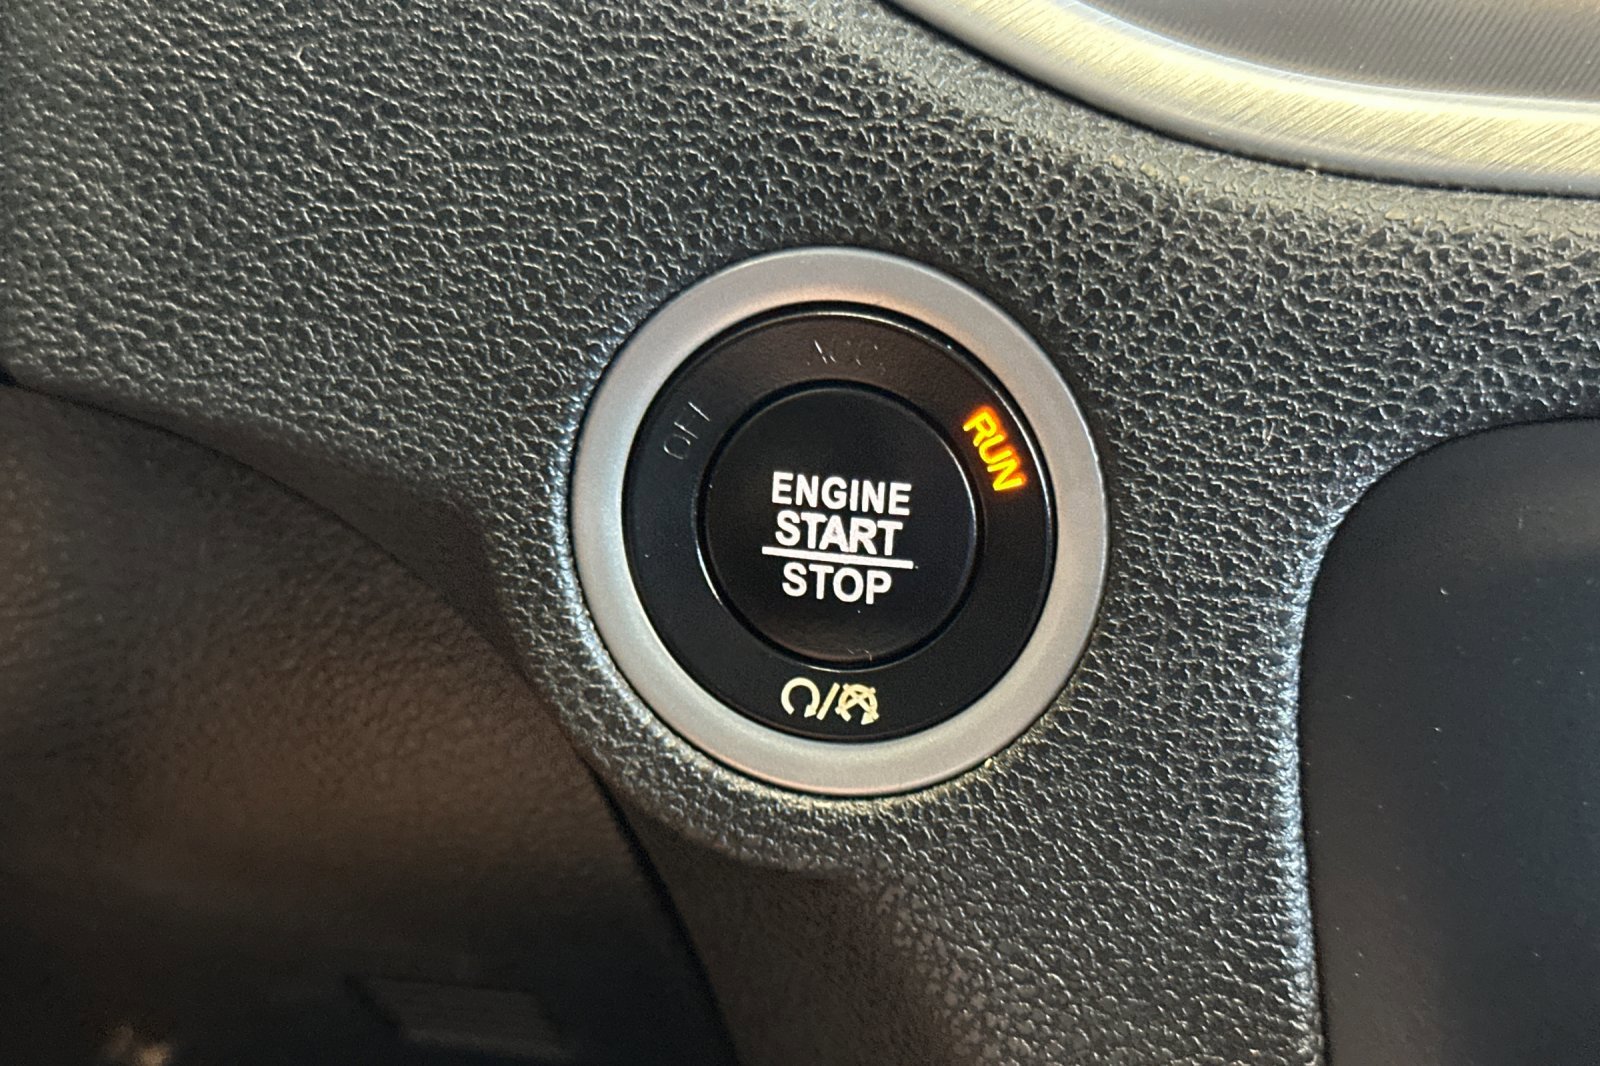 ACC
OFF
RUN
ENGINE
START
STOP